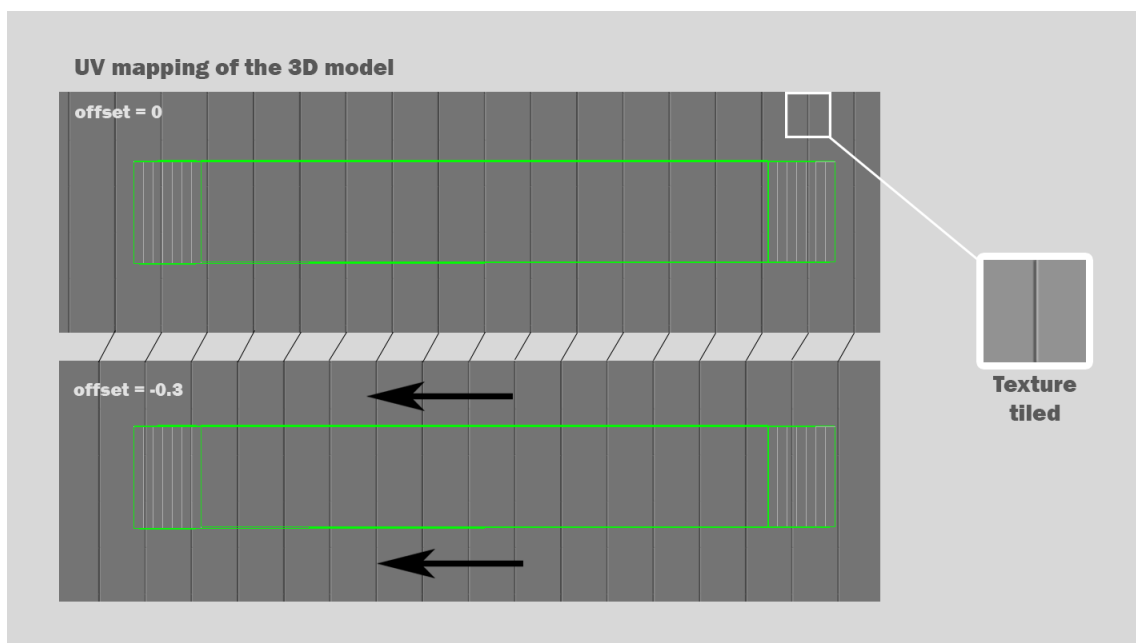 UV mapping of the 3D model
offset = 0
offset = -0.3
Texture
tiled